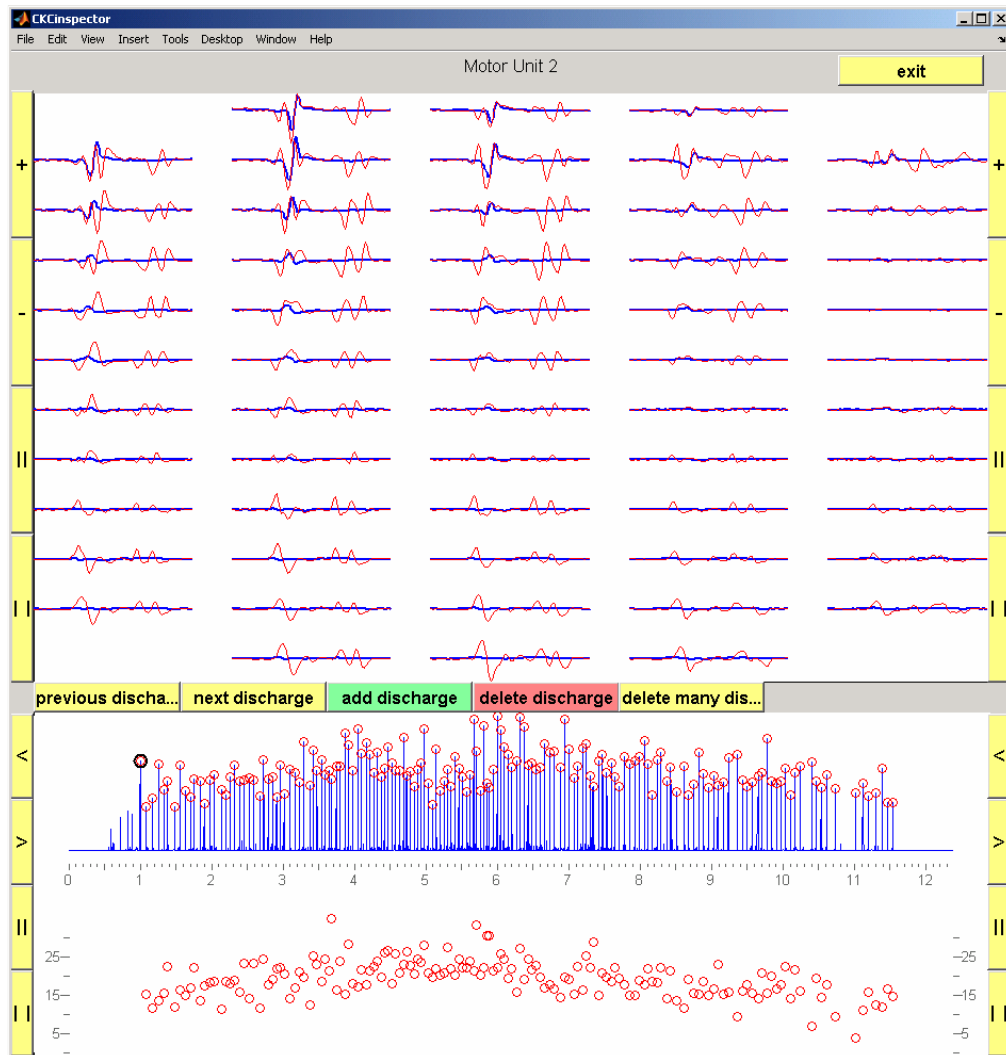 CKCinspector
File Edit View Insert Tools Desktop Window Help
Motor Unit 2
exit
+ +
- -
|| ||
| | | |
previous discha... next discharge add discharge delete discharge delete many dis...
< <
> >
0 1 2 3 4 5 6 7 8 9 10 11 12
|| ||
25 25
15 15
| | | |
5 5